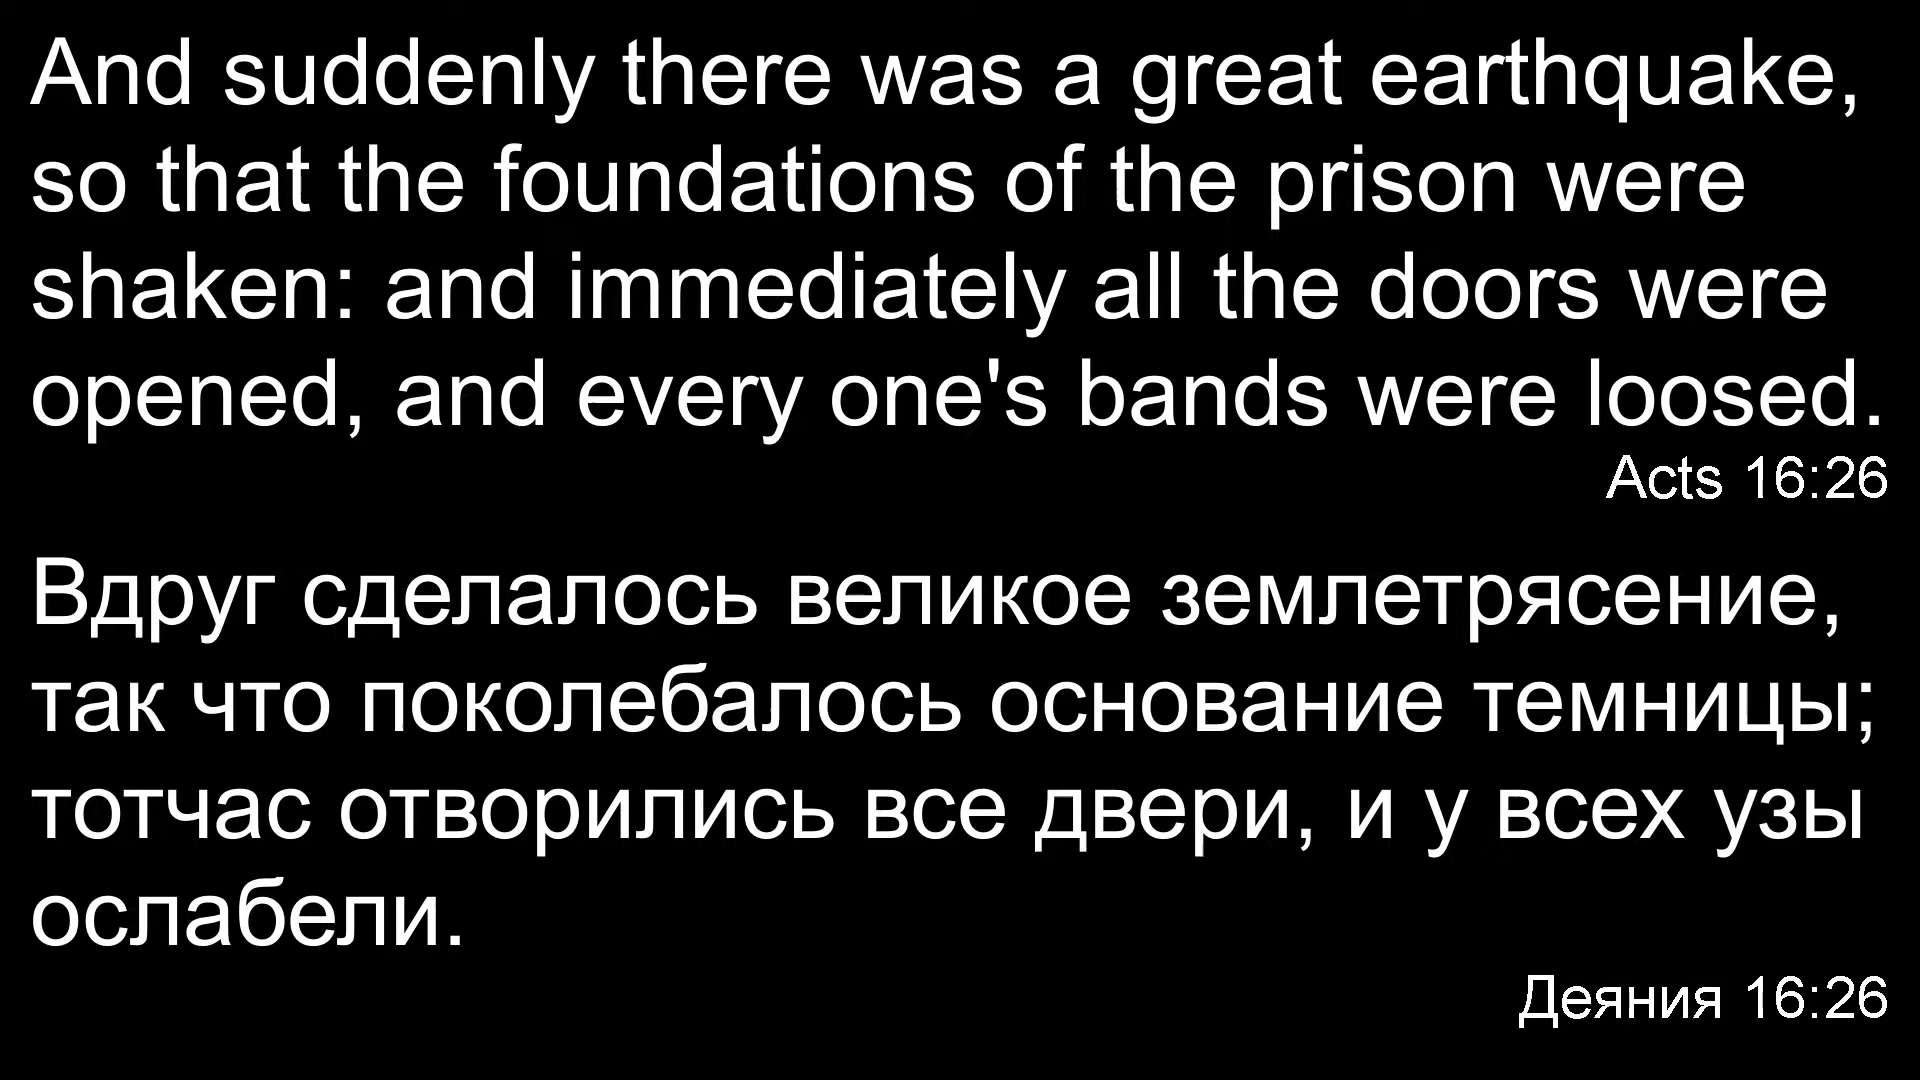 And suddenly there was a great earthquake,
so that the foundations of the prison were
shaken: and immediately all the doors were
opened, and every one's bands were loosed.
Acts 16:26
Вдруг сделалось великое землетрясение,
так что поколебалось основание темницы;
тотчас отворились все двери, и у всех узы
ослабели.
Деяния 16:26